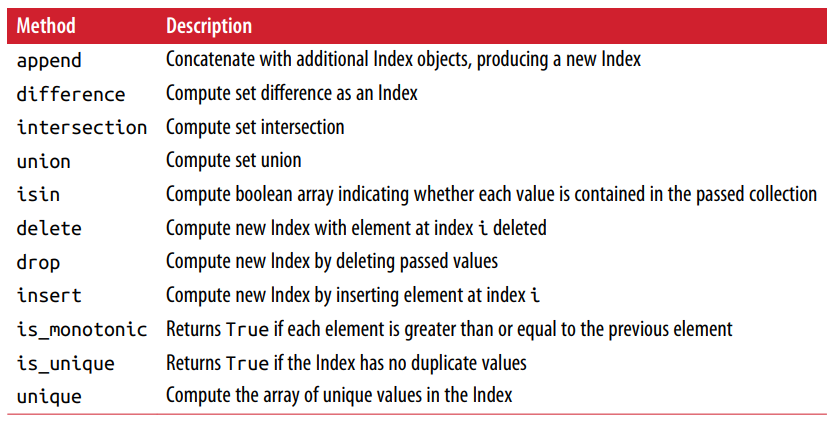 Method Description
append Concatenate with additional Index objects, producing a new Index
difference Compute set difference as an Index
intersection Compute set intersection
union Compute set union
isin Compute boolean array indicating whether each value is contained in the passed collection
delete Compute new Index with element at index i deleted
drop Compute new Index by deleting passed values
insert Compute new Index by inserting element at index i
is_monotonic Returns True if each element is greater than or equal to the previous element
is_unique Returns True if the Index has no duplicate values
unique Compute the array of unique values in the Index